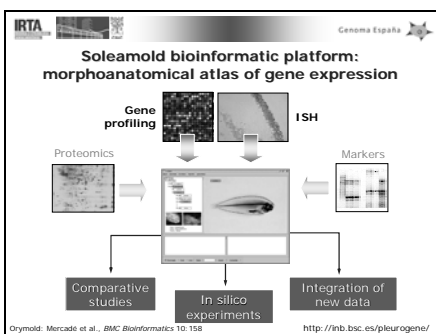 IRTA
Genoma España
Soleamold bioinformatic platform:
morphoanatomical atlas of gene expression
Gene
profiling
ISH
Proteomics
Markers
Comparative
studies
In silico
experiments
Integration of
new data
Orymold: Mercadé et al., BMC Bioinformatics 10:158
http://inb.bsc.es/pleurogene/